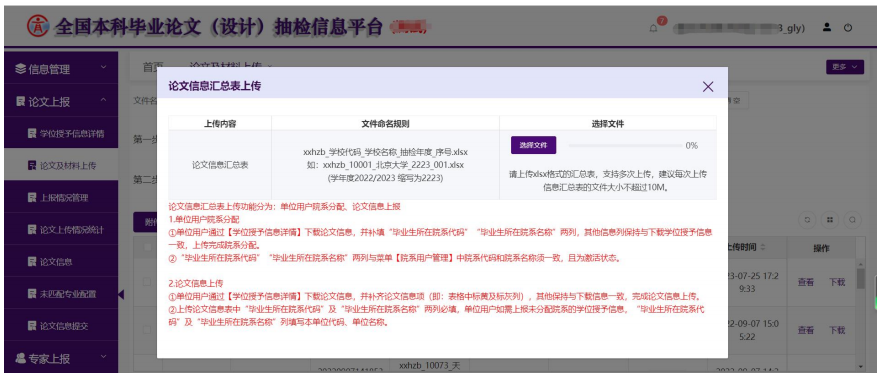 全国本科毕业论文（设计）抽检信息平台
7
3_gly)
信息管理
首页
论文及材料上传
更多
论文信息汇总表上传
论文上报
文件名
上传内容
文件命名规则
选择文件
学位授予信息详情
第一步
选择文件
0%
论文信息汇总表
xxhzb_学校代码_学校名称_抽检年度_序号.xlsx
如：xxhzb_10001_北京大学_2223_001.xlsx
(学年度2022/2023 缩写为2223)
请上传xlsx格式的汇总表，支持多次上传，建议每次上传
信息汇总表的文件大小不超过10M。
论文及材料上传
第二步
上报情况管理
论文信息汇总表上传功能分为：单位用户院系分配、论文信息上报
1.单位用户院系分配
①单位用户通过【学位授予信息详情】下载论文信息，并补填“毕业生所在院系代码” “毕业生所在院系名称”两列，其他信息列保持与下载学位授予信息
一致，上传完成院系分配。
②“毕业生所在院系代码” “毕业生所在院系名称”两列与菜单【院系用户管理】中院系代码和院系名称须一致，且为激活状态。
论文上传情况统计
附件
上传时间
操作
论文信息
2.论文信息上传
①单位用户通过【学位授予信息详情】下载论文信息，并补齐论文信息项（即：表格中标黄及标灰列），其他保持与下载信息一致，完成论文信息上传。
②上传论文信息表中“毕业生所在院系代码”及“毕业生所在院系名称”两列必填，单位用户如需上报未分配院系的学位授予信息， “毕业生所在院系代
码”及“毕业生所在院系名称”列填写本单位代码、单位名称。
23-07-25 17:2
9:33
查看 下载
未匹配专业配置
论文信息提交
22-09-07 15:0
5:22
查看 下载
专家上报
xxhzb_10073_天